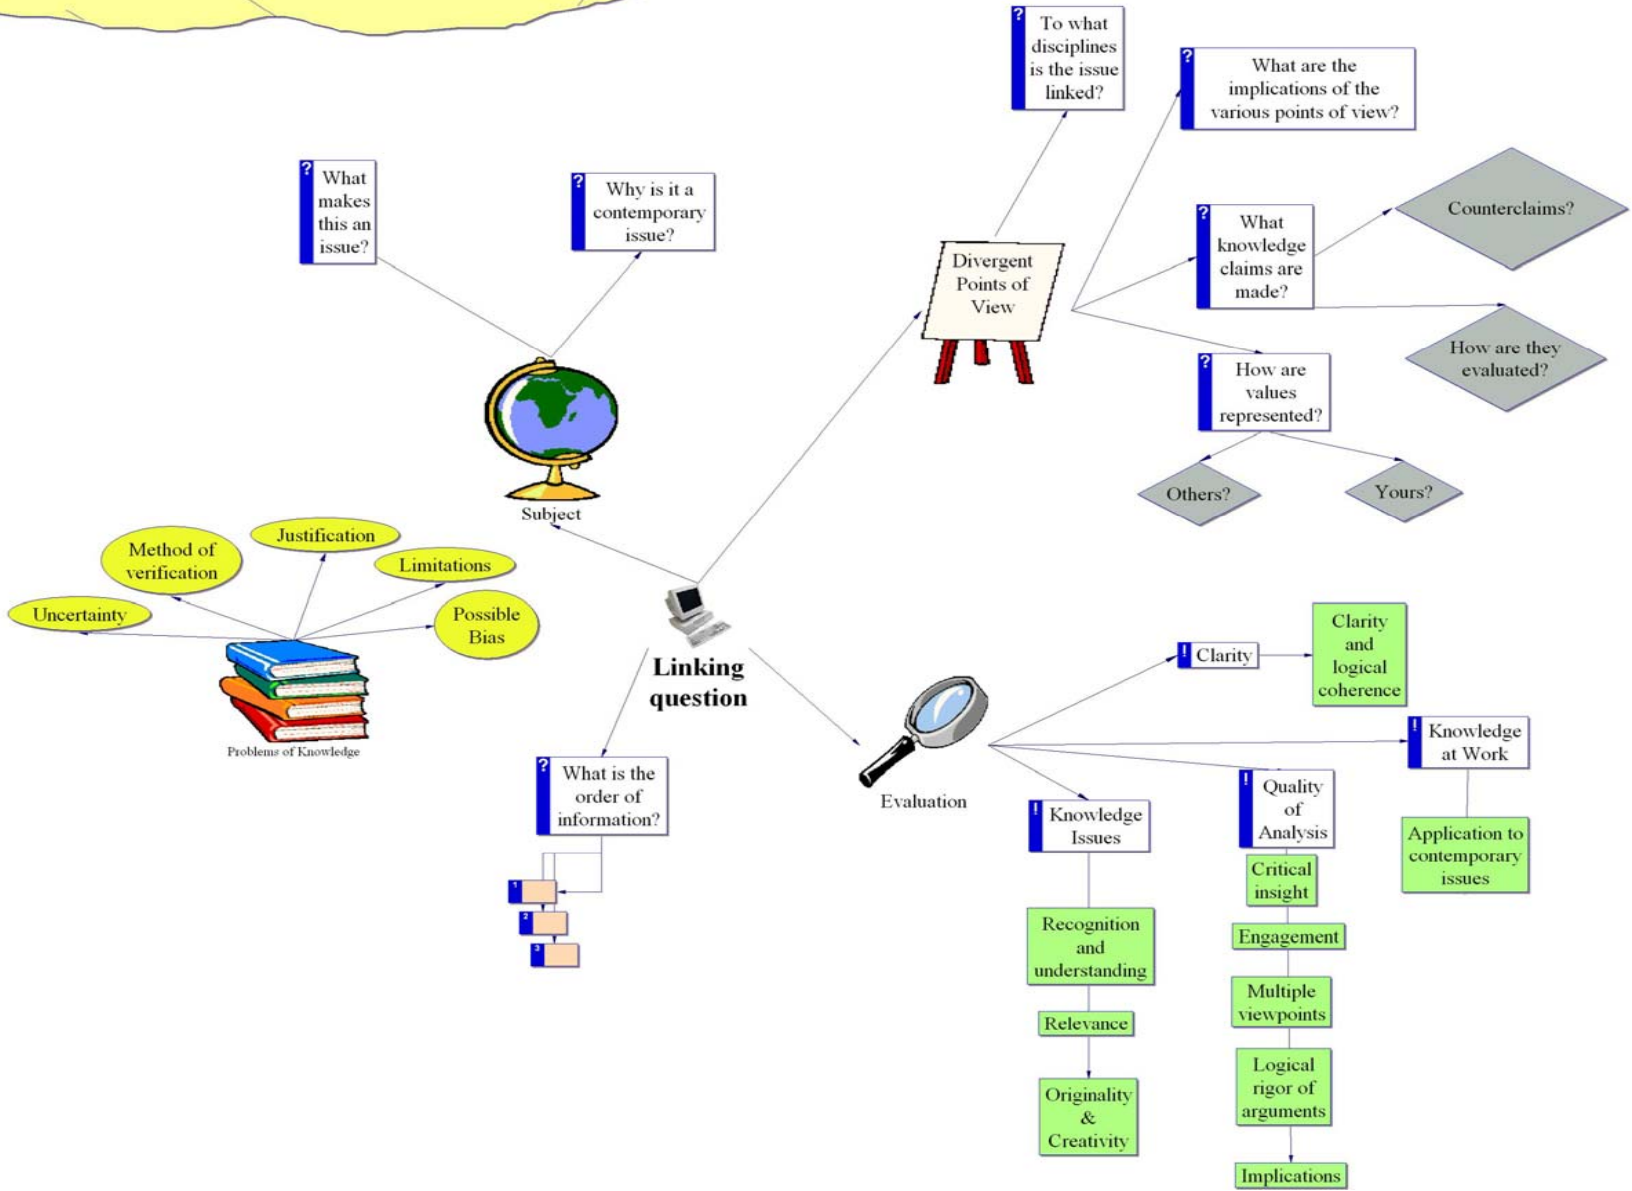 ?
To what
disciplines
is the issue
linked?
?
What are the
implications of the
various points of view?
?
What
makes
this an
issue?
?
Why is it a
contemporary
issue?
?
What
knowledge
claims are
made?
Counterclaims?
Divergent
Points of
View
How are they
evaluated?
?
How are
values
represented?
Others?
Yours?
Subject
Justification
Method of
verification
Limitations
Uncertainty
Possible
Bias
Problems of Knowledge
Linking
question
?
What is the
order of
information?
1
2
3
Evaluation
!
Clarity
Clarity
and
logical
coherence
!
Knowledge
at Work
Application to
contemporary
issues
!
Quality
of
Analysis
Critical
insight
Engagement
Multiple
viewpoints
Logical
rigor of
arguments
Implications
!
Knowledge
Issues
Recognition
and
understanding
Relevance
Originality
&
Creativity